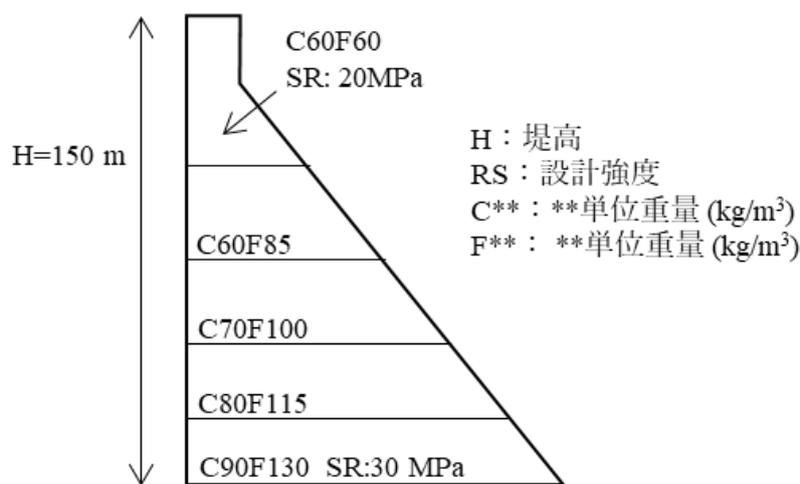 C60F60
SR: 20MPa
H=150 m
H：堤高
RS：設計強度
C**：**単位重量 (kg/m³)
F**： **単位重量 (kg/m³)
C60F85
C70F100
C80F115
C90F130 SR:30 MPa